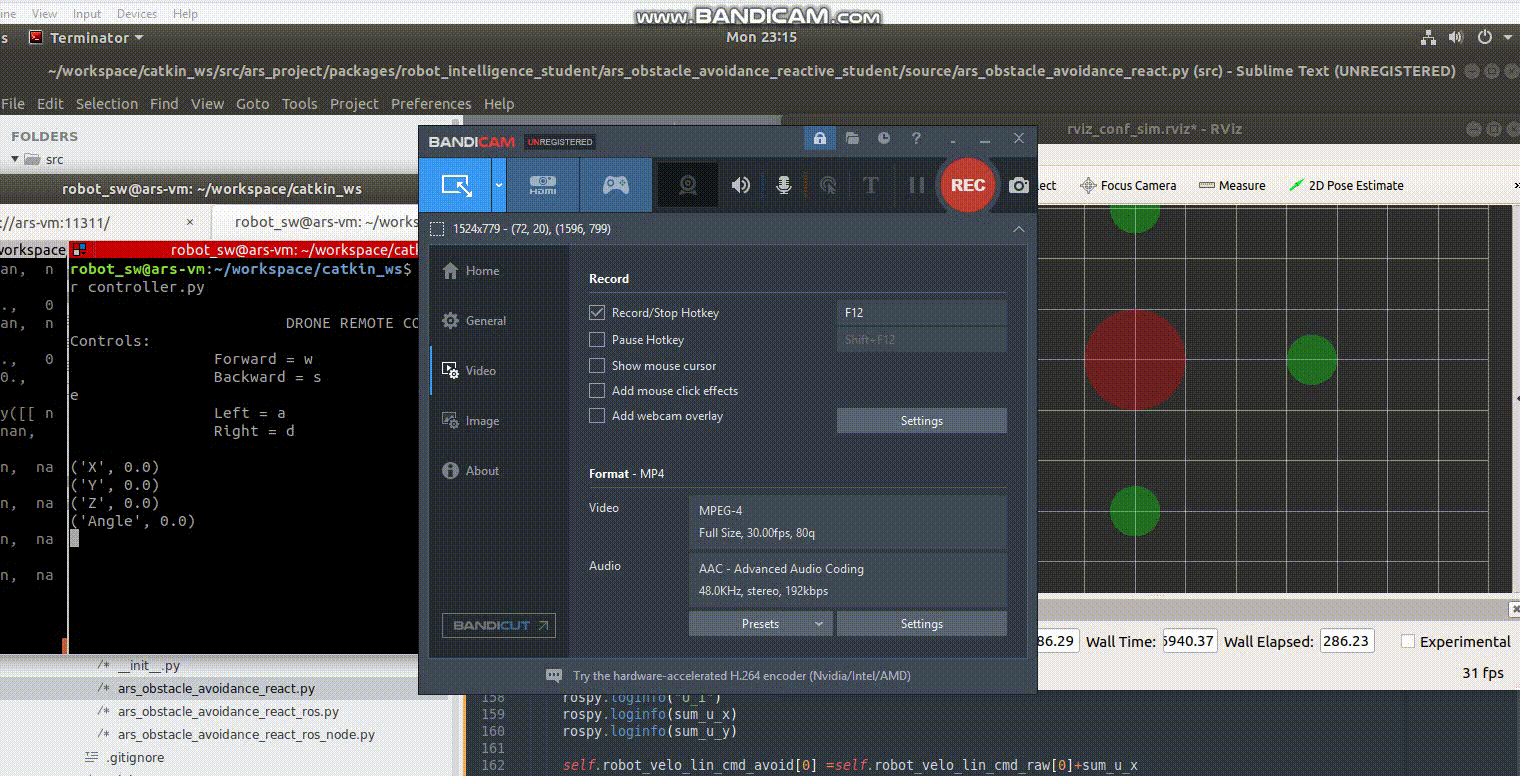 ine View Input Devices Help
www.BANDICAM.com
s Terminator
Mon 23:15
~/workspace/catkin_ws/src/ars_project/packages/robot_intelligence_student/ars_obstacle_avoidance_reactive_student/source/ars_obstacle_avoidance_react.py (src) - Sublime Text (UNREGISTERED)
File Edit Selection Find View Goto Tools Project Preferences Help
FOLDERS
src
robot_sw@ars-vm: ~/workspace/catkin_ws
://ars-vm:11311/ × robot_sw@ars-vm: ~/works
workspace robot_sw@ars-vm: ~/workspace/catl
an, n robot_sw@ars-vm:~/workspace/catkin_ws$
r controller.py
., 0
an, n DRONE REMOTE CO
Controls:
., 0 Forward = w
0., Backward = s
e
y([[ n Left = a
nan, Right = d
n, na ('X', 0.0)
('Y', 0.0)
n, na ('Z', 0.0)
('Angle', 0.0)
n, na
n, na
BANDICAM UNREGISTERED
HDMI
T
REC
1524x779 - (72, 20), (1596, 799)
Home
General
Video
Image
About
BANDICUT
Record
Record/Stop Hotkey F12
Pause Hotkey Shift+F12
Show mouse cursor
Add mouse click effects
Add webcam overlay
Settings
Format - MP4
Video
MPEG-4
Full Size, 30.00fps, 80q
Audio
AAC - Advanced Audio Coding
48.0KHz, stereo, 192kbps
Presets Settings
Try the hardware-accelerated H.264 encoder (Nvidia/Intel/AMD)
rviz_conf_sim.rviz* - RViz
lect Focus Camera Measure 2D Pose Estimate »
86.29 Wall Time: 5940.37 Wall Elapsed: 286.23 Experimental
31 fps
/* __init__.py
/* ars_obstacle_avoidance_react.py
/* ars_obstacle_avoidance_react_ros.py
/* ars_obstacle_avoidance_react_ros_node.py
.gitignore
158 rospy.loginfo("u_i")
159 rospy.loginfo(sum_u_x)
160 rospy.loginfo(sum_u_y)
161
162 self.robot_velo_lin_cmd_avoid[0] =self.robot_velo_lin_cmd_raw[0]+sum_u_x